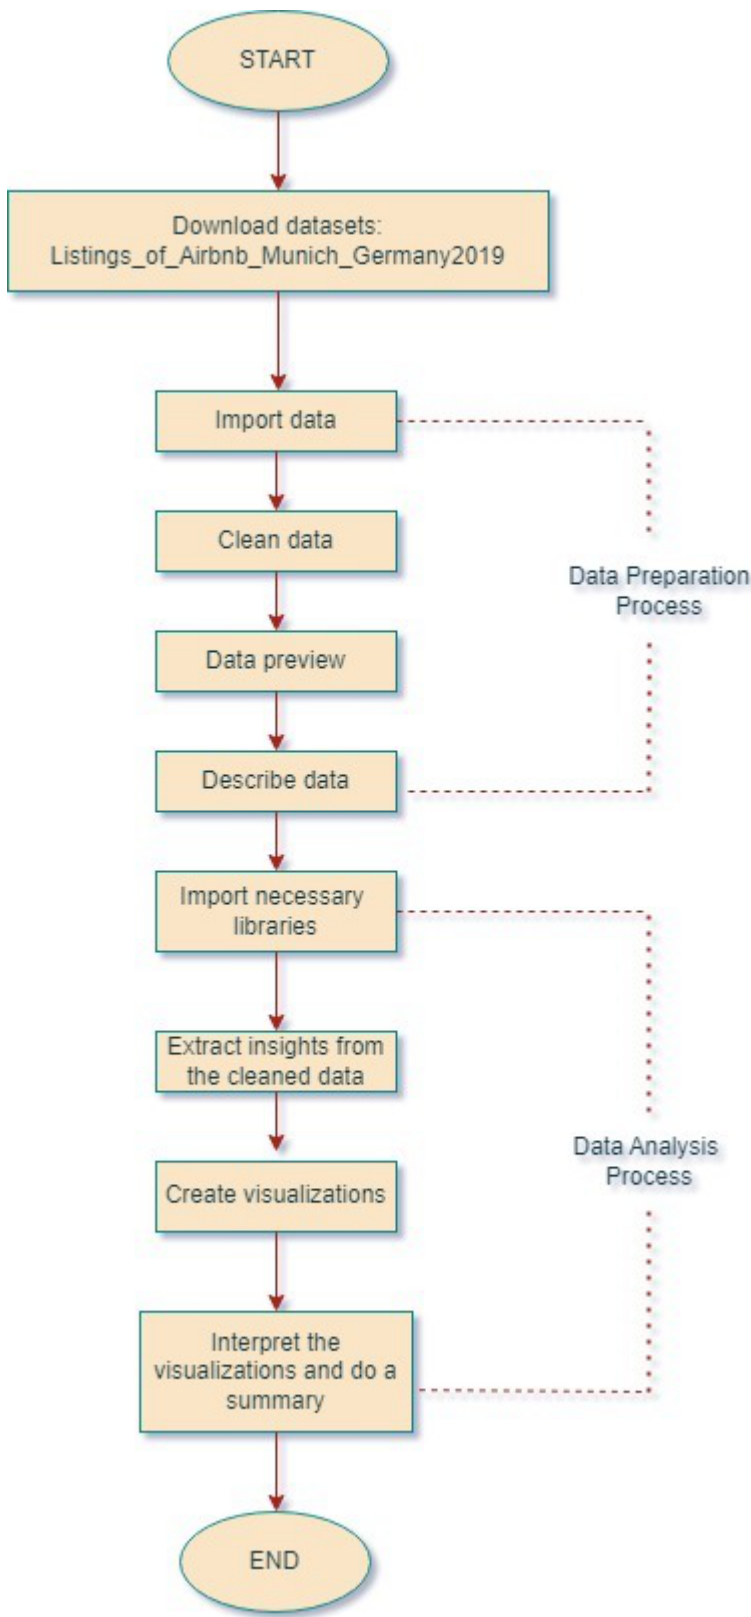 START
Download datasets:
Listings_of_Airbnb_Munich_Germany2019
Import data
Clean data
Data Preparation
Process
Data preview
Describe data
Import necessary
libraries
Extract insights from
the cleaned data
Data Analysis
Process
Create visualizations
Interpret the
visualizations and do a
summary
END